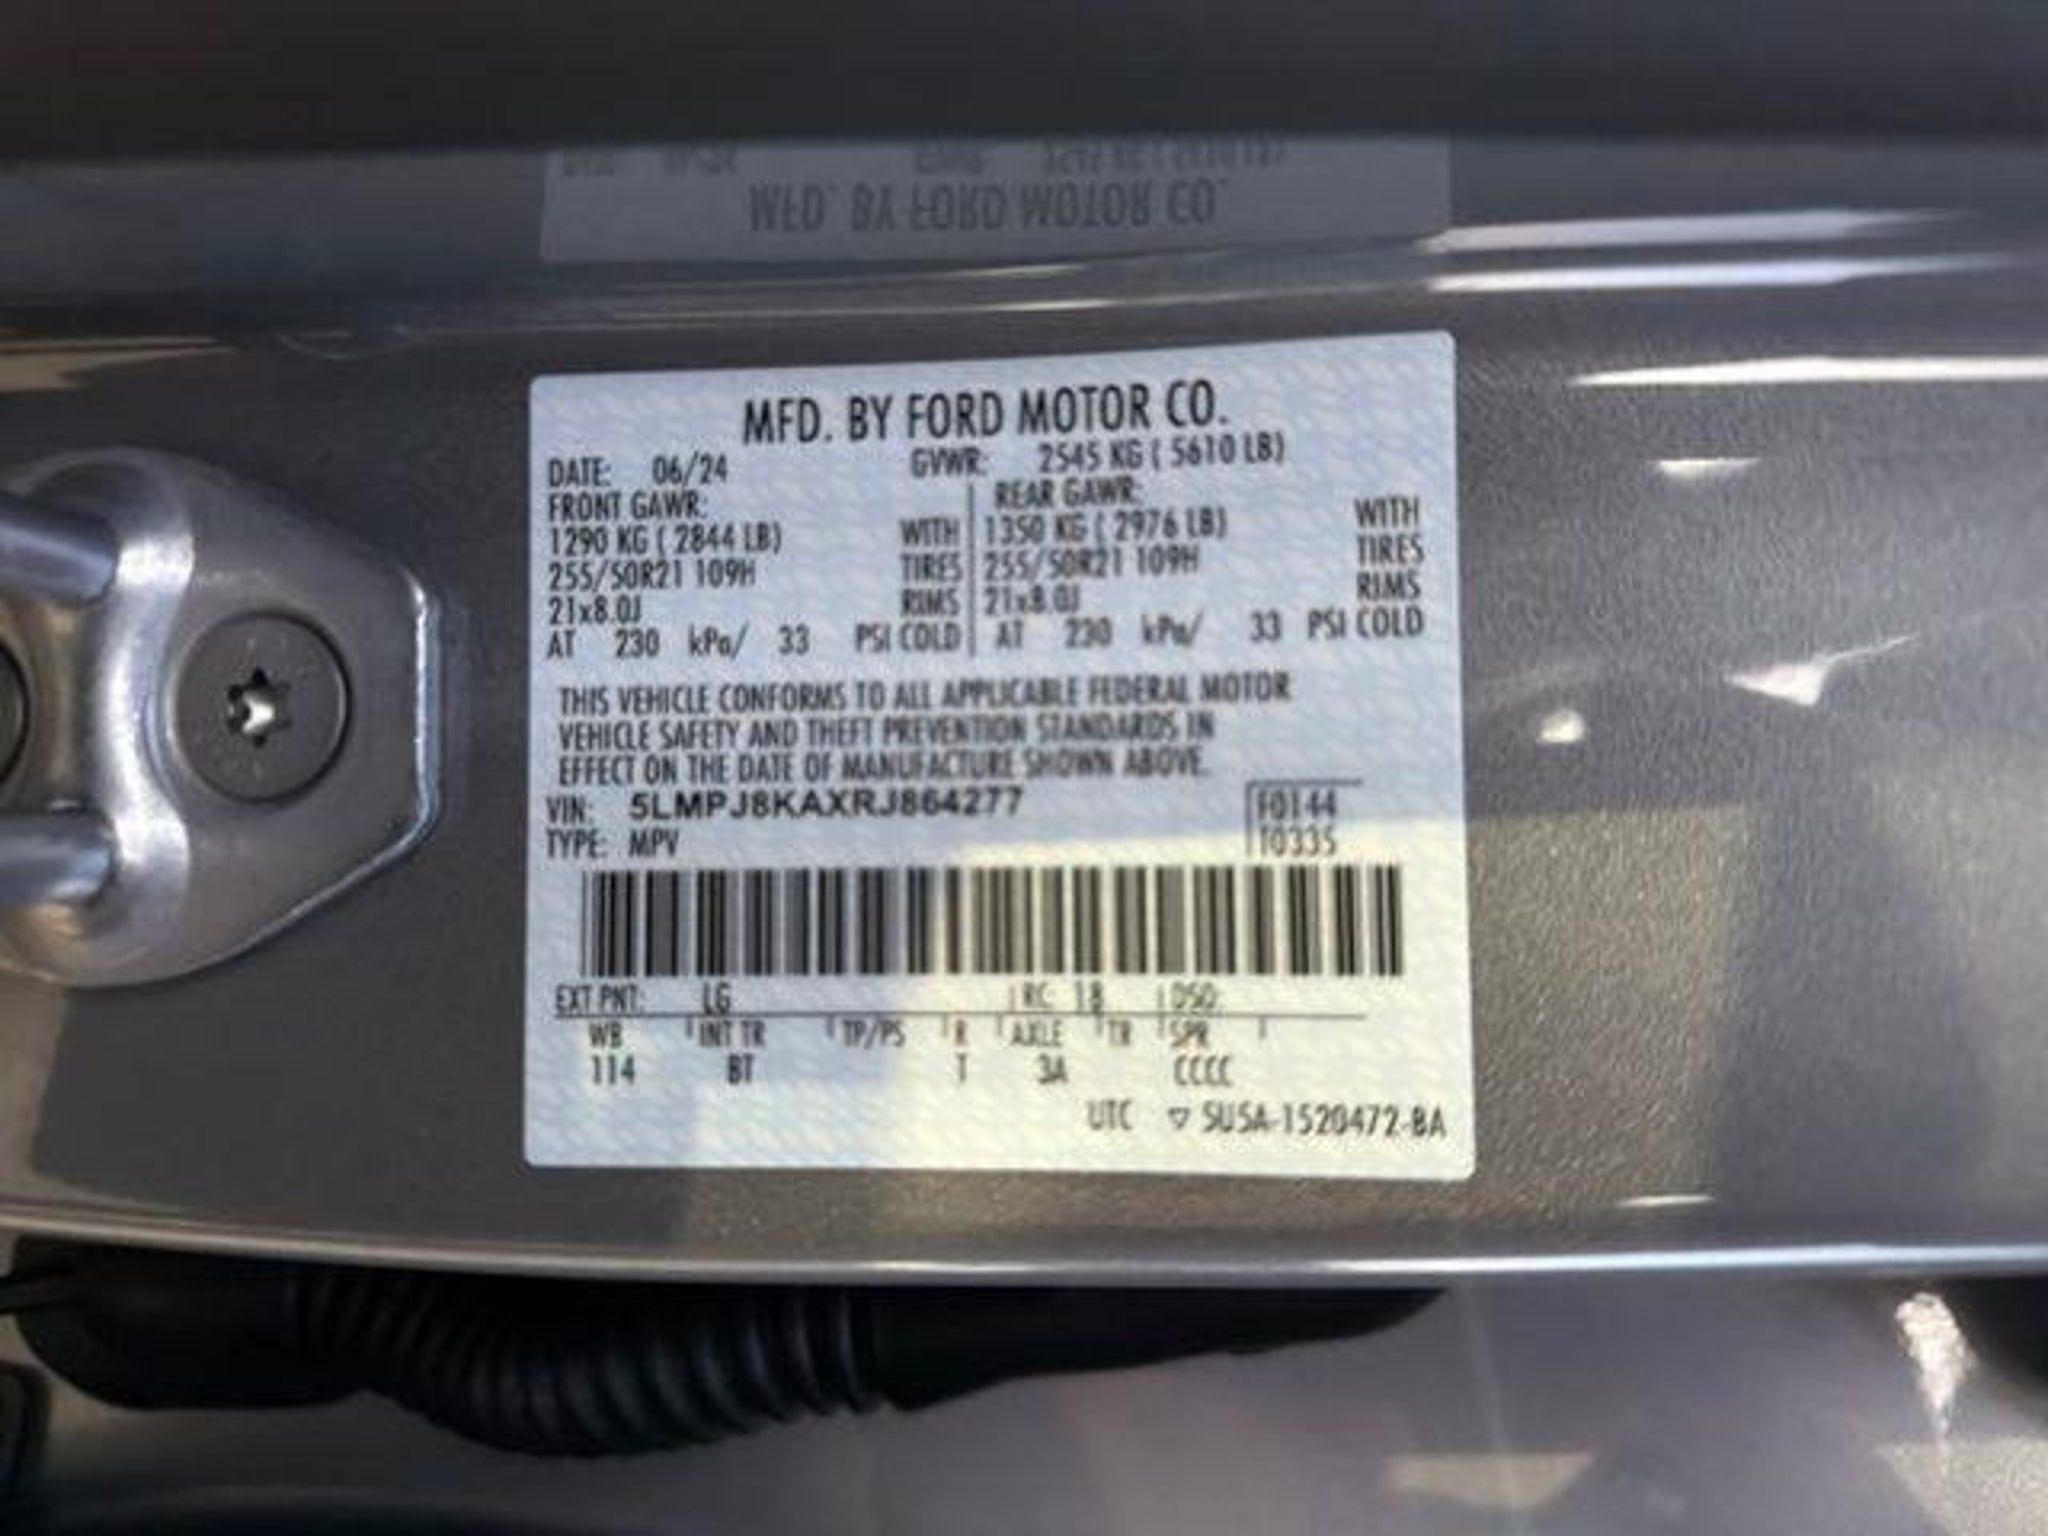 MFD. BY FORD MOTOR CO.
DATE: 06/24 GVWR: 2545 KG ( 5610 LB)
FRONT GAWR: REAR GAWR:
1290 KG ( 2844 LB) WITH 1350 KG ( 2976 LB) WITH
255/50R21 109H TIRES 255/50R21 109H TIRES
21x8.0J RIMS 21x8.0J RIMS
AT 230 kPa/ 33 PSI COLD AT 230 kPa/ 33 PSI COLD
THIS VEHICLE CONFORMS TO ALL APPLICABLE FEDERAL MOTOR
VEHICLE SAFETY AND THEFT PREVENTION STANDARDS IN
EFFECT ON THE DATE OF MANUFACTURE SHOWN ABOVE.
VIN: 5LMPJ8KAXRJ864277 F0144
TYPE: MPV T0335
EXT PNT: LG RC: 18 DSO:
WB INT TR TP/PS R AXLE TR SPR
114 BT T 3A CCCC
UTC ▽ 5U5A-1520472-BA